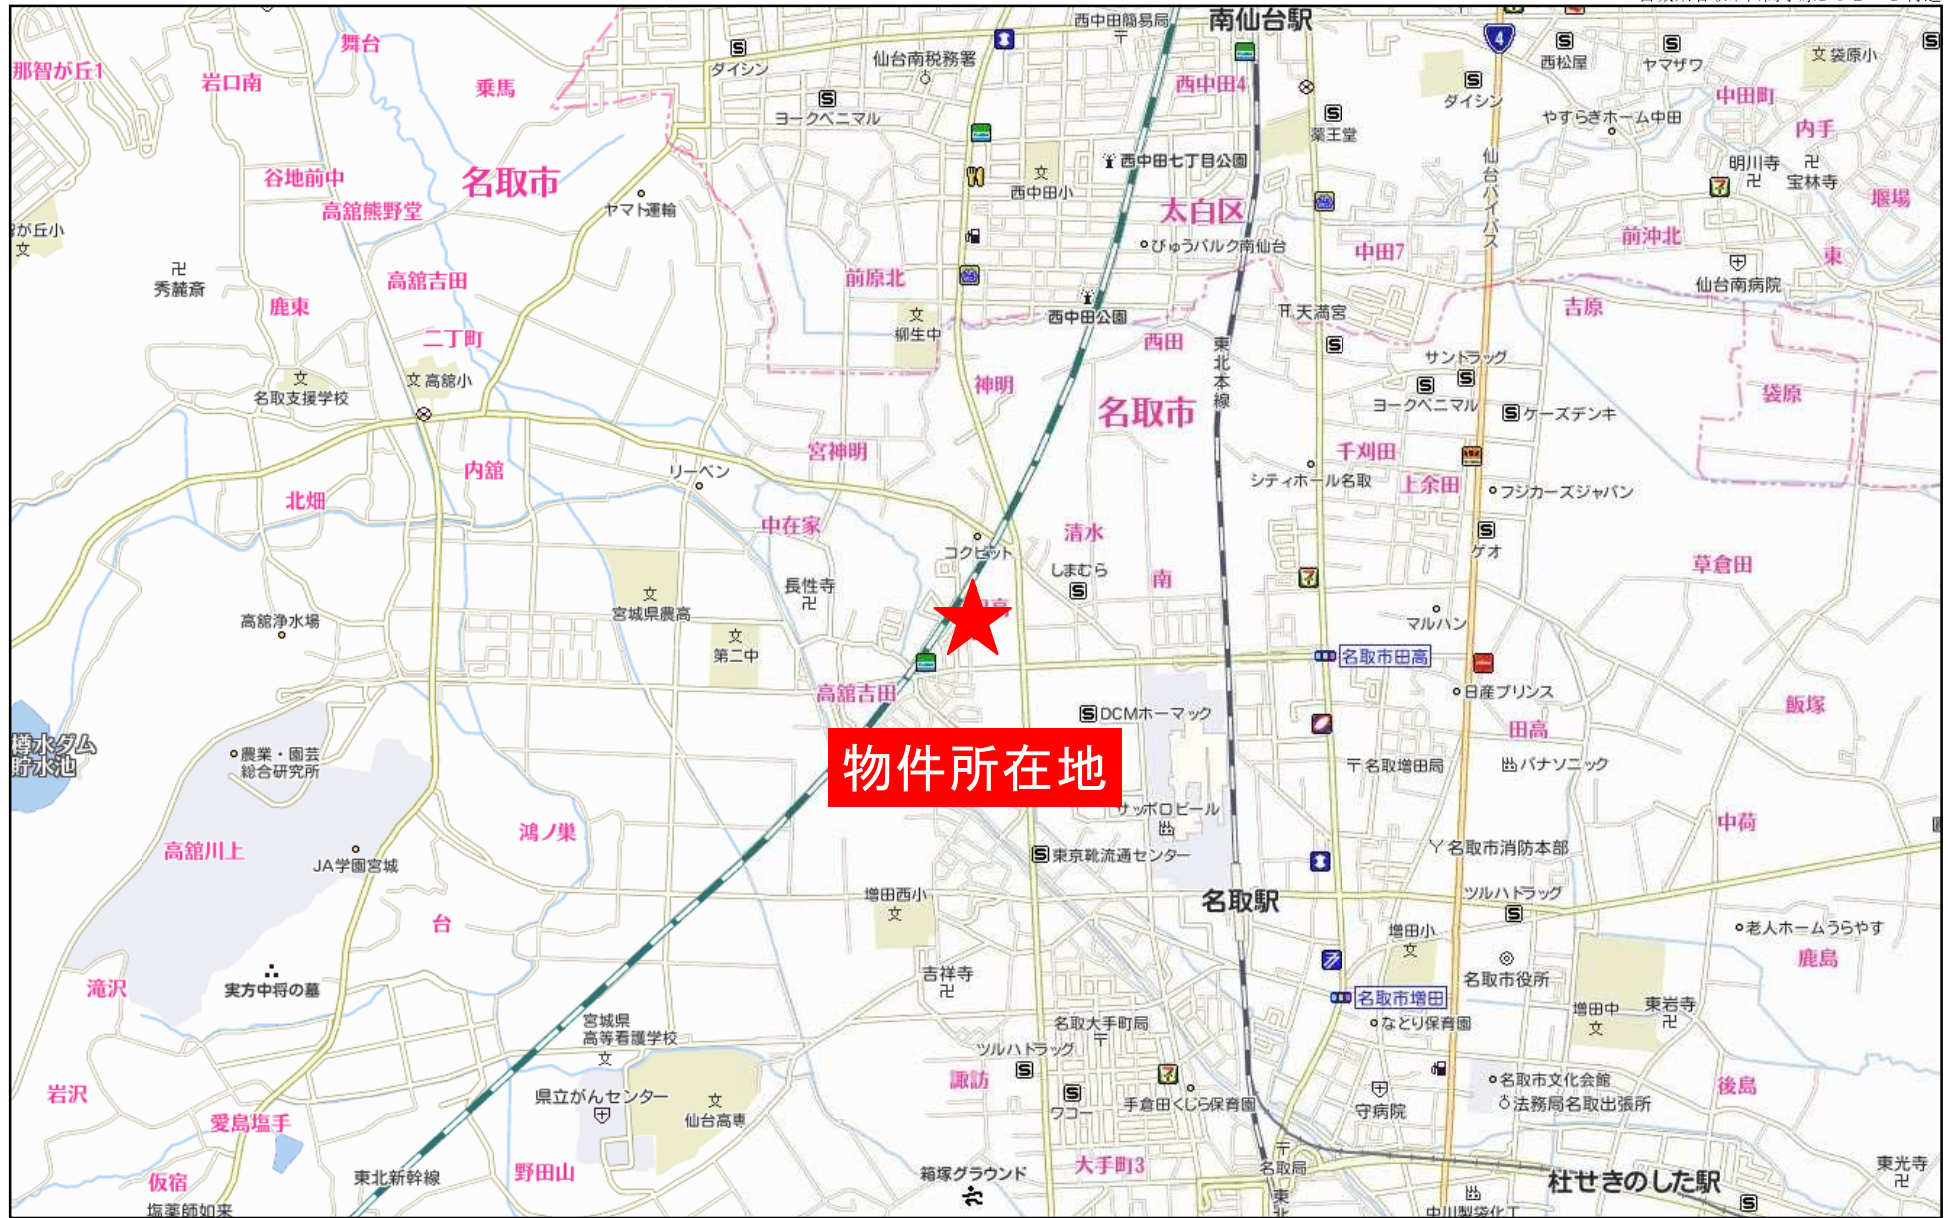 南仙台駅
西中田簡易局
舞台
那智が丘1
岩口南
乗馬
ダイシン
仙台南税務署
西中田4
4
西松屋
ヤマザワ
袋原小
ヨークベニマル
薬王堂
ダイシン
中田町
やすらぎホーム中田
内手
谷地前中
名取市
西中田七丁目公園
仙台バイパス
明川寺
宝林寺
高舘熊野堂
ヤマト運輸
西中田小
太白区
堰場
が丘小
びゅうパルク南仙台
中田7
前沖北
東
秀麓斎
高舘吉田
前原北
仙台南病院
鹿東
西中田公園
天満宮
吉原
二丁町
柳生中
西田
東北本線
サンドラッグ
高舘小
名取支援学校
神明
名取市
ヨークベニマル
ケーズデンキ
袋原
宮神明
千刈田
内舘
リーベン
シティホール名取
上余田
フジカーズジャパン
北畑
中在家
清水
コクピット
ゲオ
しまむら
南
草倉田
長性寺
宮城県農高
高舘浄水場
マルハン
第二中
名取市田高
高舘吉田
日産プリンス
飯塚
DCMホーマック
田高
樽水ダム
貯水池
農業・園芸
総合研究所
物件所在地
名取増田局
パナソニック
サッポロビール
鴻ノ巣
中荷
高舘川上
JA学園宮城
東京靴流通センター
名取市消防本部
増田西小
名取駅
ツルハドラッグ
台
増田小
老人ホームうらやす
吉祥寺
名取市役所
鹿島
滝沢
実方中将の墓
名取市増田
増田中
東岩寺
宮城県
高等看護学校
名取大手町局
なとり保育園
ツルハドラッグ
岩沢
諏訪
名取市文化会館
後島
県立がんセンター
ワコー
手倉田くじら保育園
守病院
法務局名取出張所
愛島塩手
仙台高専
大手町3
名取局
東北新幹線
野田山
箱塚グラウンド
杜せきのした駅
東光寺
仮宿
塩薬師如来
東北
中川製袋化工